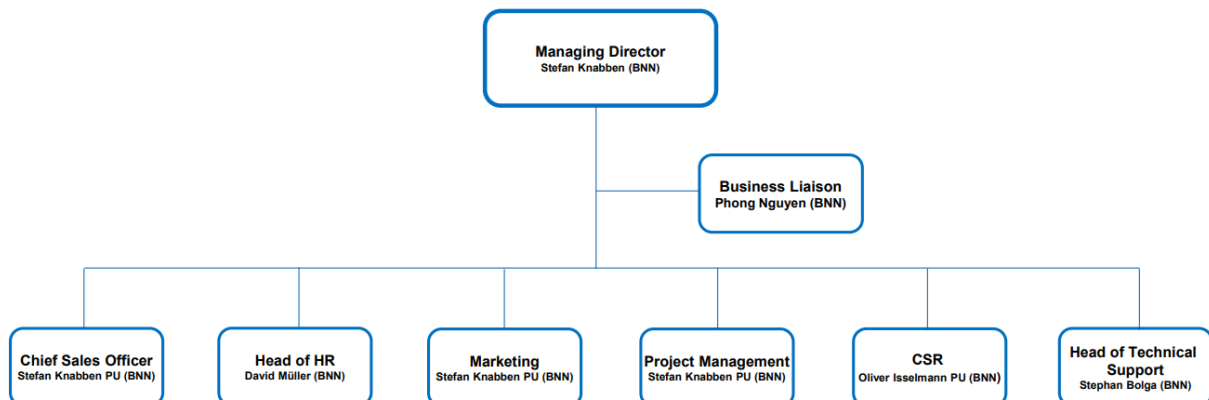 Managing Director
Stefan Knabben (BNN)
Business Liaison
Phong Nguyen (BNN)
Chief Sales Officer
Stefan Knabben PU (BNN)
Head of HR
David Müller (BNN)
Marketing
Stefan Knabben PU (BNN)
Project Management
Stefan Knabben PU (BNN)
CSR
Oliver Isselmann PU (BNN)
Head of Technical
Support
Stephan Bolga (BNN)